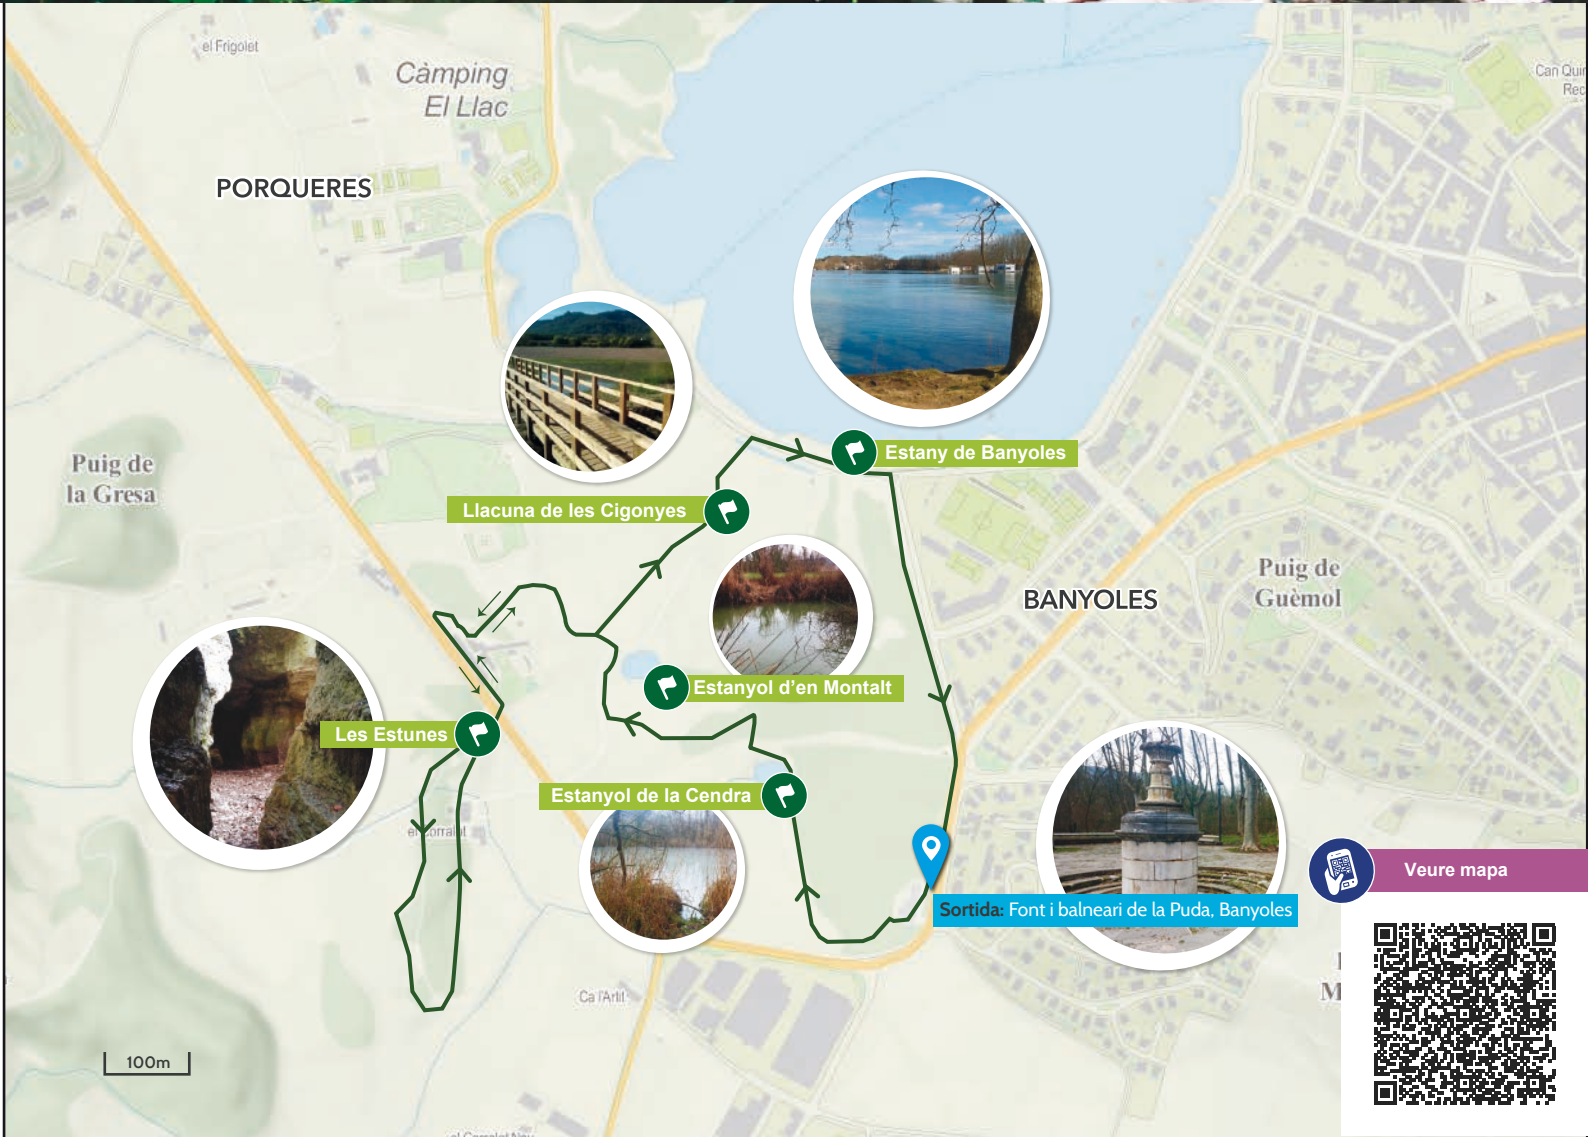 el Frigolet
Càmping
El Llac
Can Quir
Rec
PORQUERES
Estany de Banyoles
Puig de
la Gresa
Llacuna de les Cigonyes
Puig de
Guèmol
BANYOLES
Estanyol d'en Montalt
Les Estunes
Estanyol de la Cendra
Veure mapa
Sortida: Font i balneari de la Puda, Banyoles
M
Ca l'Arlit
100m